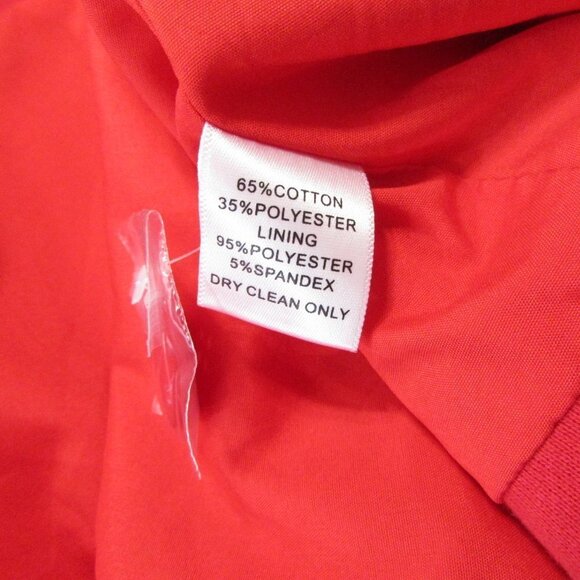 65%COTTON
35%POLYESTER
LINING
95%POLYESTER
5%SPANDEX
DRY CLEAN ONLY